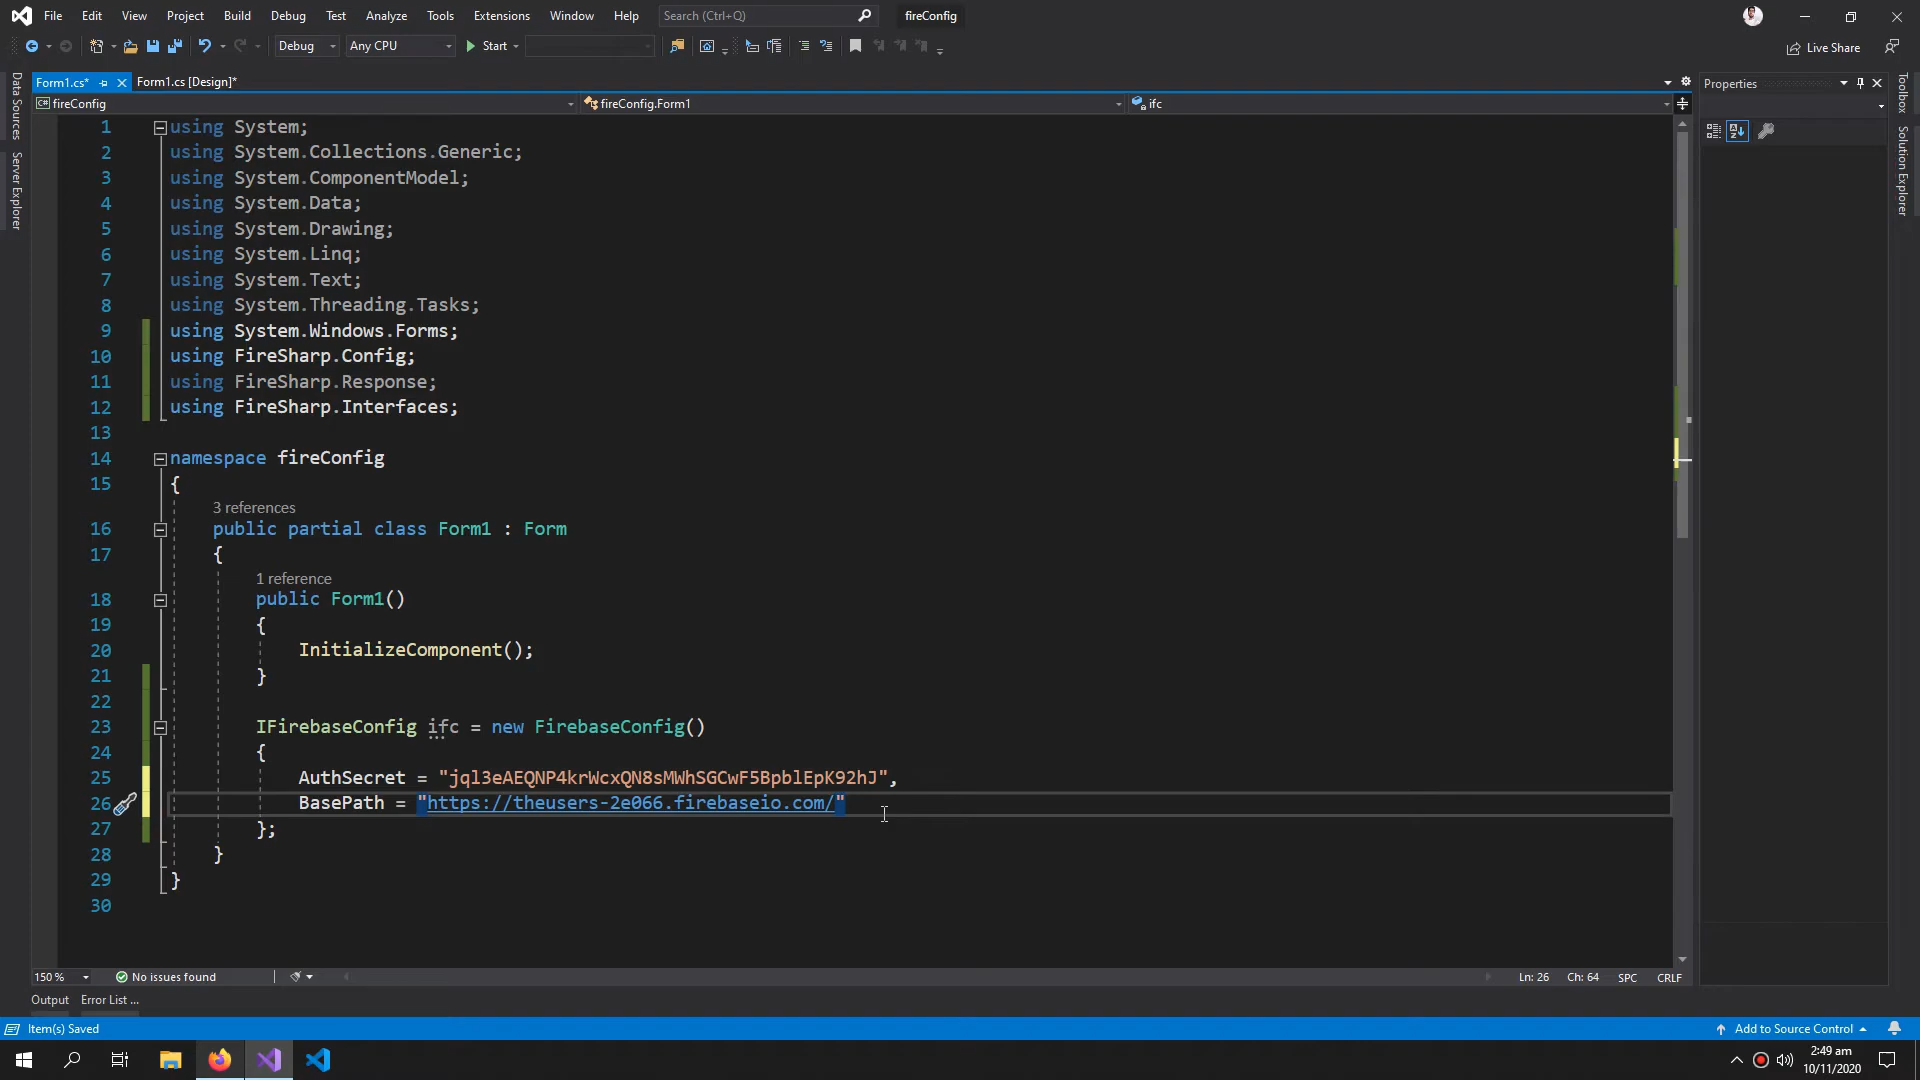 File Edit View Project Build Debug Test Analyze Tools Extensions Window Help Search (Ctrl+Q) fireConfig
Debug Any CPU Start Live Share
Form1.cs* Form1.cs [Design]* Properties
fireConfig fireConfig.Form1 ifc
Data Sources
Server Explorer
Toolbox
Solution Explorer
1 using System;
2 using System.Collections.Generic;
3 using System.ComponentModel;
4 using System.Data;
5 using System.Drawing;
6 using System.Linq;
7 using System.Text;
8 using System.Threading.Tasks;
9 using System.Windows.Forms;
10 using FireSharp.Config;
11 using FireSharp.Response;
12 using FireSharp.Interfaces;
13
14 namespace fireConfig
15 {
3 references
16 public partial class Form1 : Form
17 {
1 reference
18 public Form1()
19 {
20 InitializeComponent();
21 }
22
23 IFirebaseConfig ifc = new FirebaseConfig()
24 {
25 AuthSecret = "jql3eAEQNP4krWcxQN8sMWhSGCwF5BpblEpK92hJ",
26 BasePath = "https://theusers-2e066.firebaseio.com/"
27 };
28 }
29 }
30
150 % No issues found Ln: 26 Ch: 64 SPC CRLF
Output Error List ...
Item(s) Saved Add to Source Control
2:49 am
10/11/2020